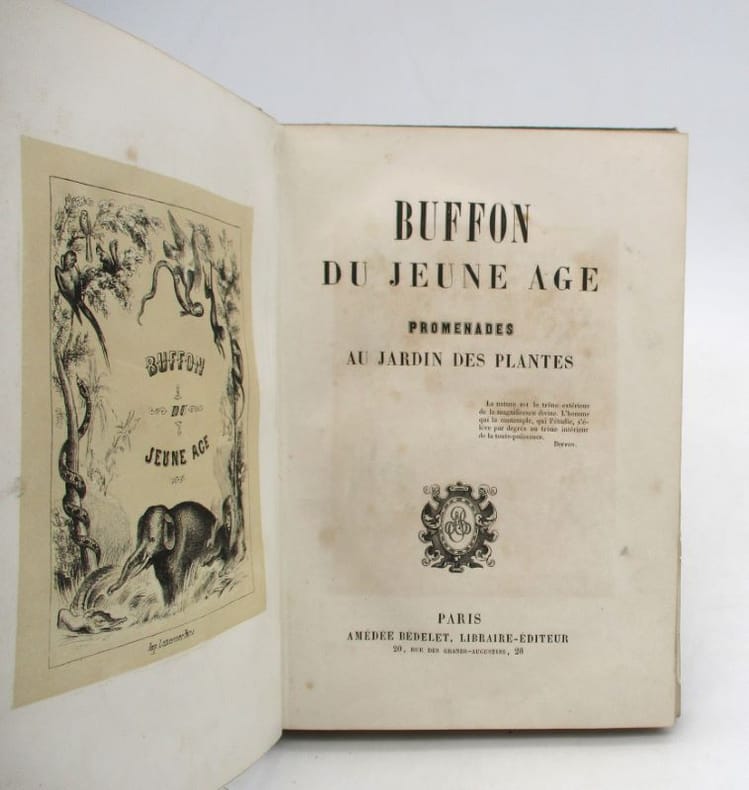 BUFFON
DU
JEUNE AGE
BUFFON
DU JEUNE AGE
PROMENADES
AU JARDIN DES PLANTES
La nature est le trône extérieur
de la magnificence divine. L'homme
qui la contemple, qui l'étudie, s'é-
lève par degrés au trône intérieur
de la toute-puissance.
BUFFON.
PARIS
AMÉDÉE BÉDELET, LIBRAIRE-ÉDITEUR
20, RUE DES GRANDS-AUGUSTINS, 20